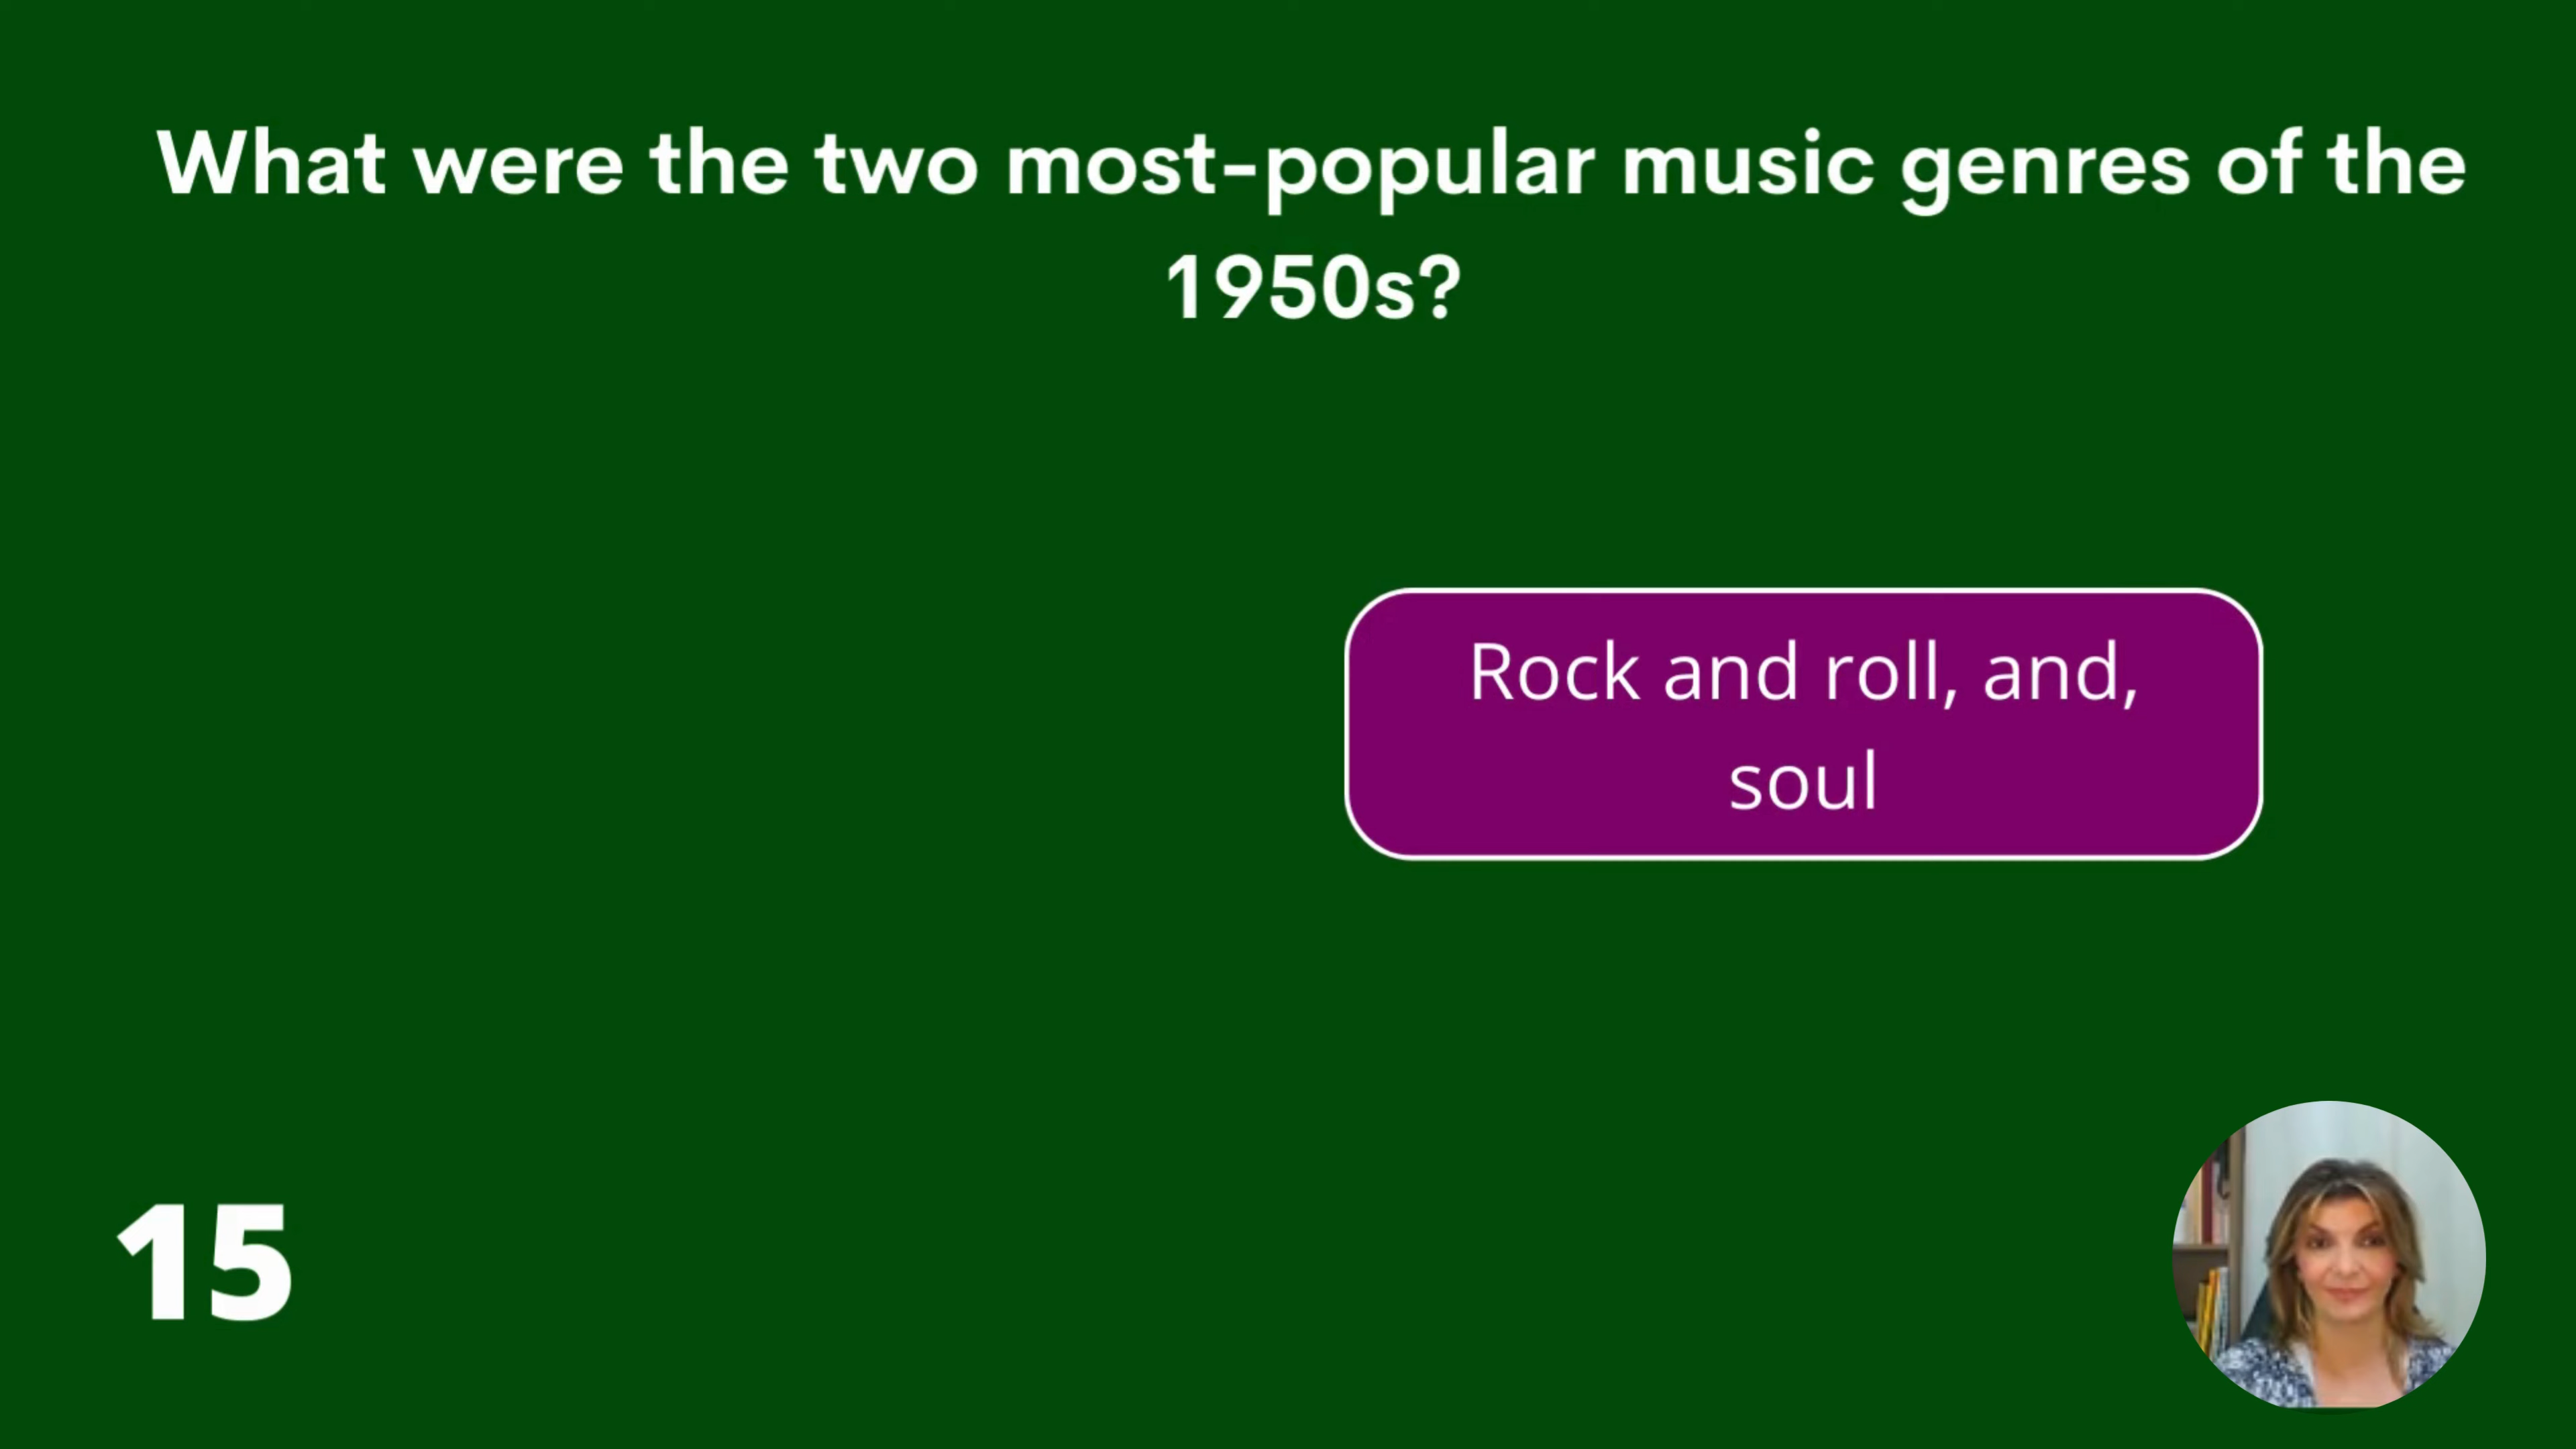 What were the two most-popular music genres of the
1950s?
Rock and roll, and,
soul
15